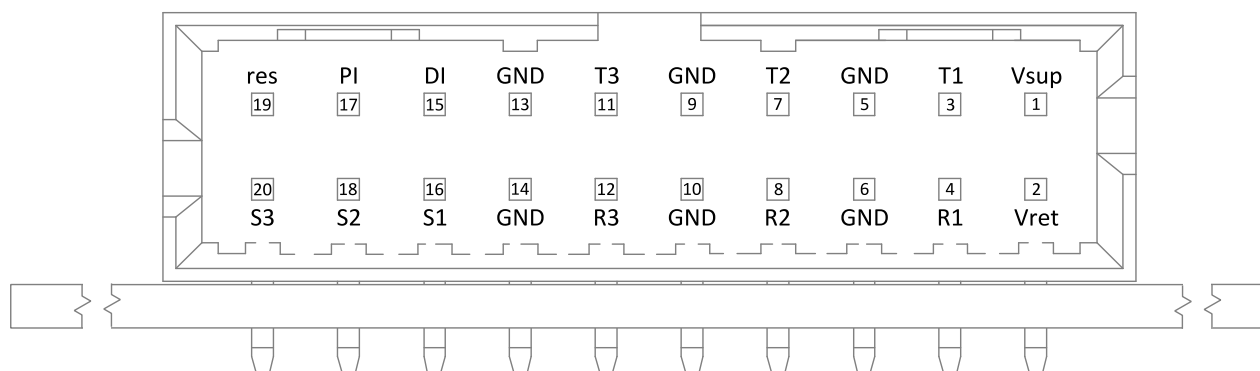 res PI DI GND T3 GND T2 GND T1 Vsup
19 17 15 13 11 9 7 5 3 1
20 18 16 14 12 10 8 6 4 2
S3 S2 S1 GND R3 GND R2 GND R1 Vret